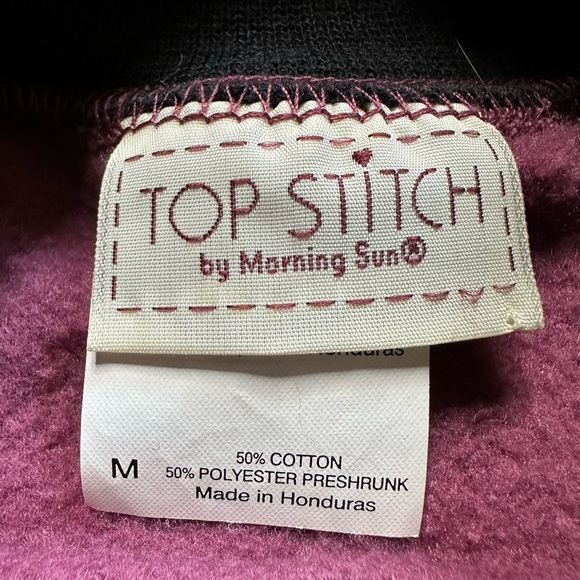 TOP STiTCH
by Morning Sun®
Honduras
M
50% COTTON
50% POLYESTER PRESHRUNK
Made in Honduras